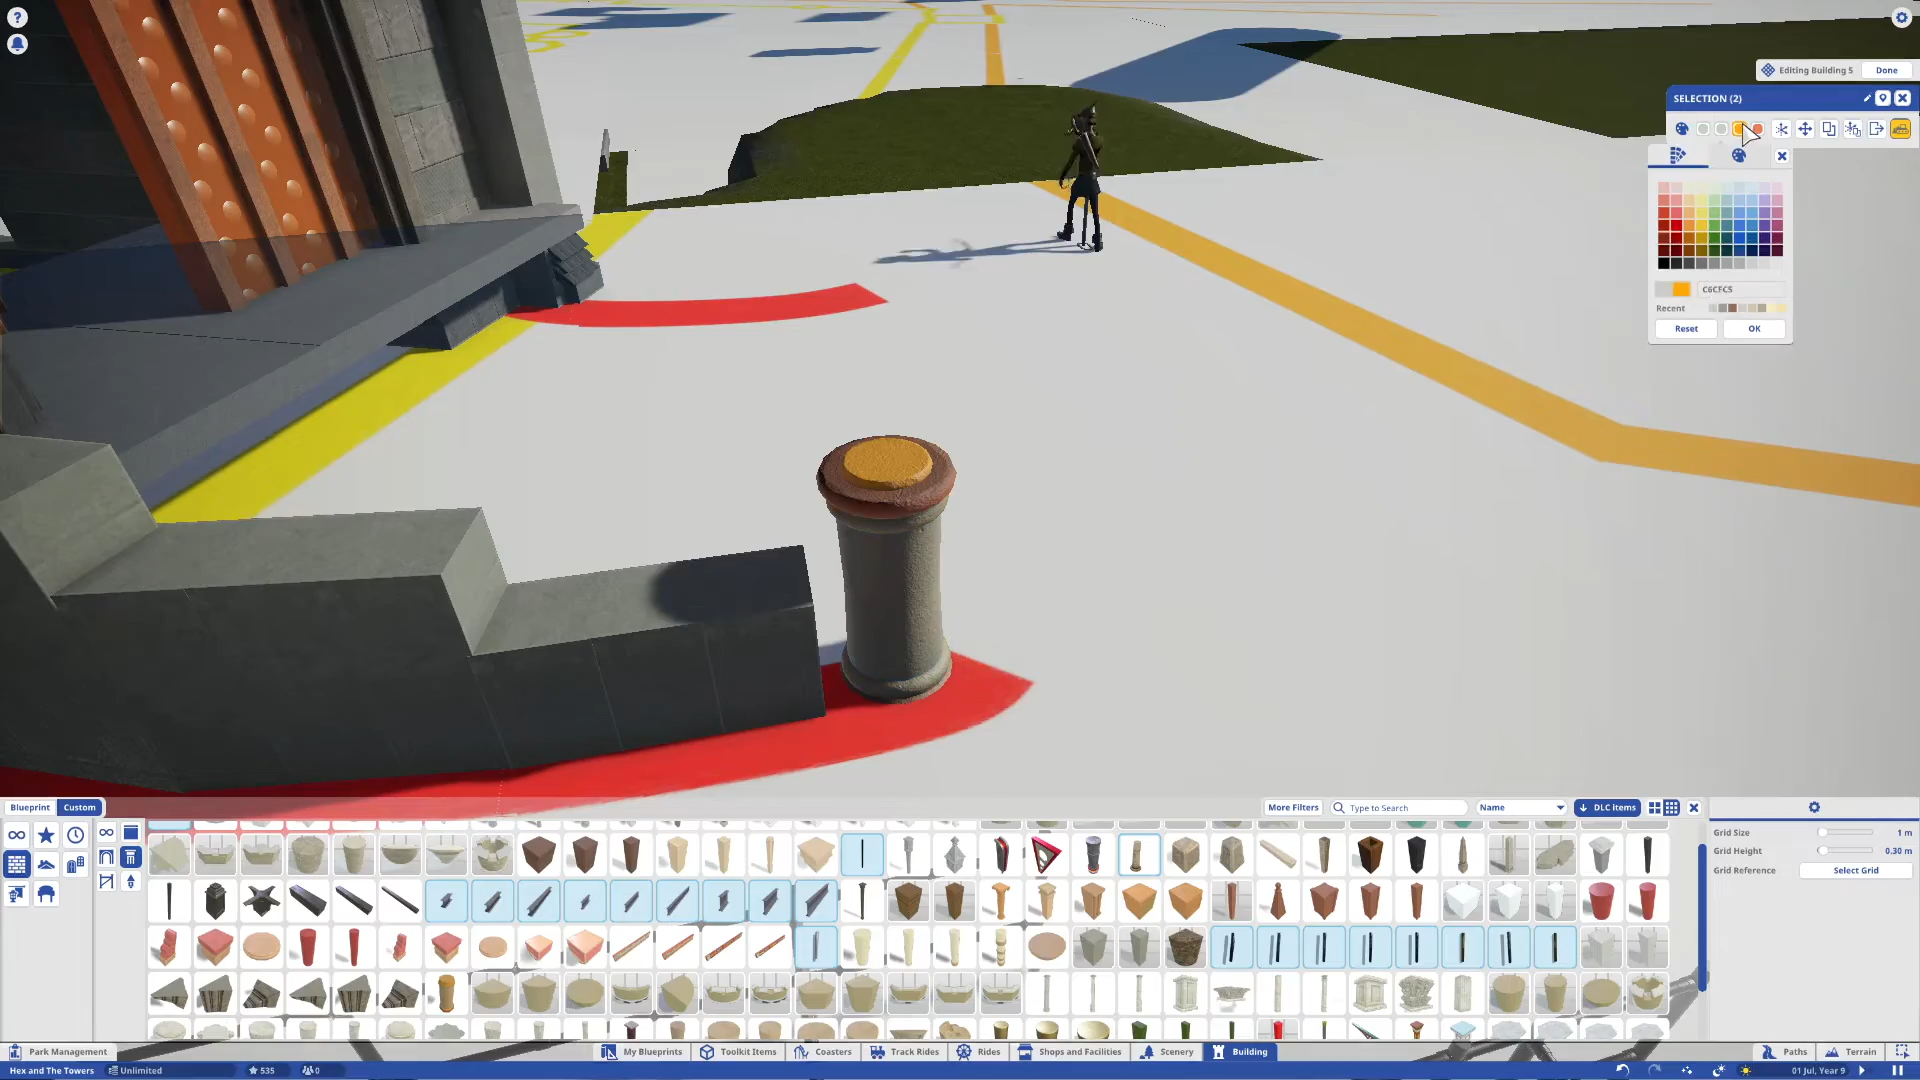 ?
Editing Building 5
Done
SELECTION (2)
C6CFC5
Recent
Reset
OK
Blueprint
Custom
More Filters
Type to Search
Name
DLC items
Grid Size
1 m
Grid Height
0.30 m
Grid Reference
Select Grid
Park Management
My Blueprints
Toolkit Items
Coasters
Track Rides
Rides
Shops and Facilities
Scenery
Building
Paths
Terrain
Hex and The Towers
Unlimited
535
0
01 Jul, Year 9